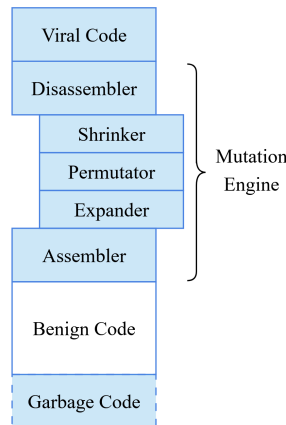 Viral Code
Disassembler
Shrinker
Permutator
Expander
Assembler
Mutation
Engine
Benign Code
Garbage Code